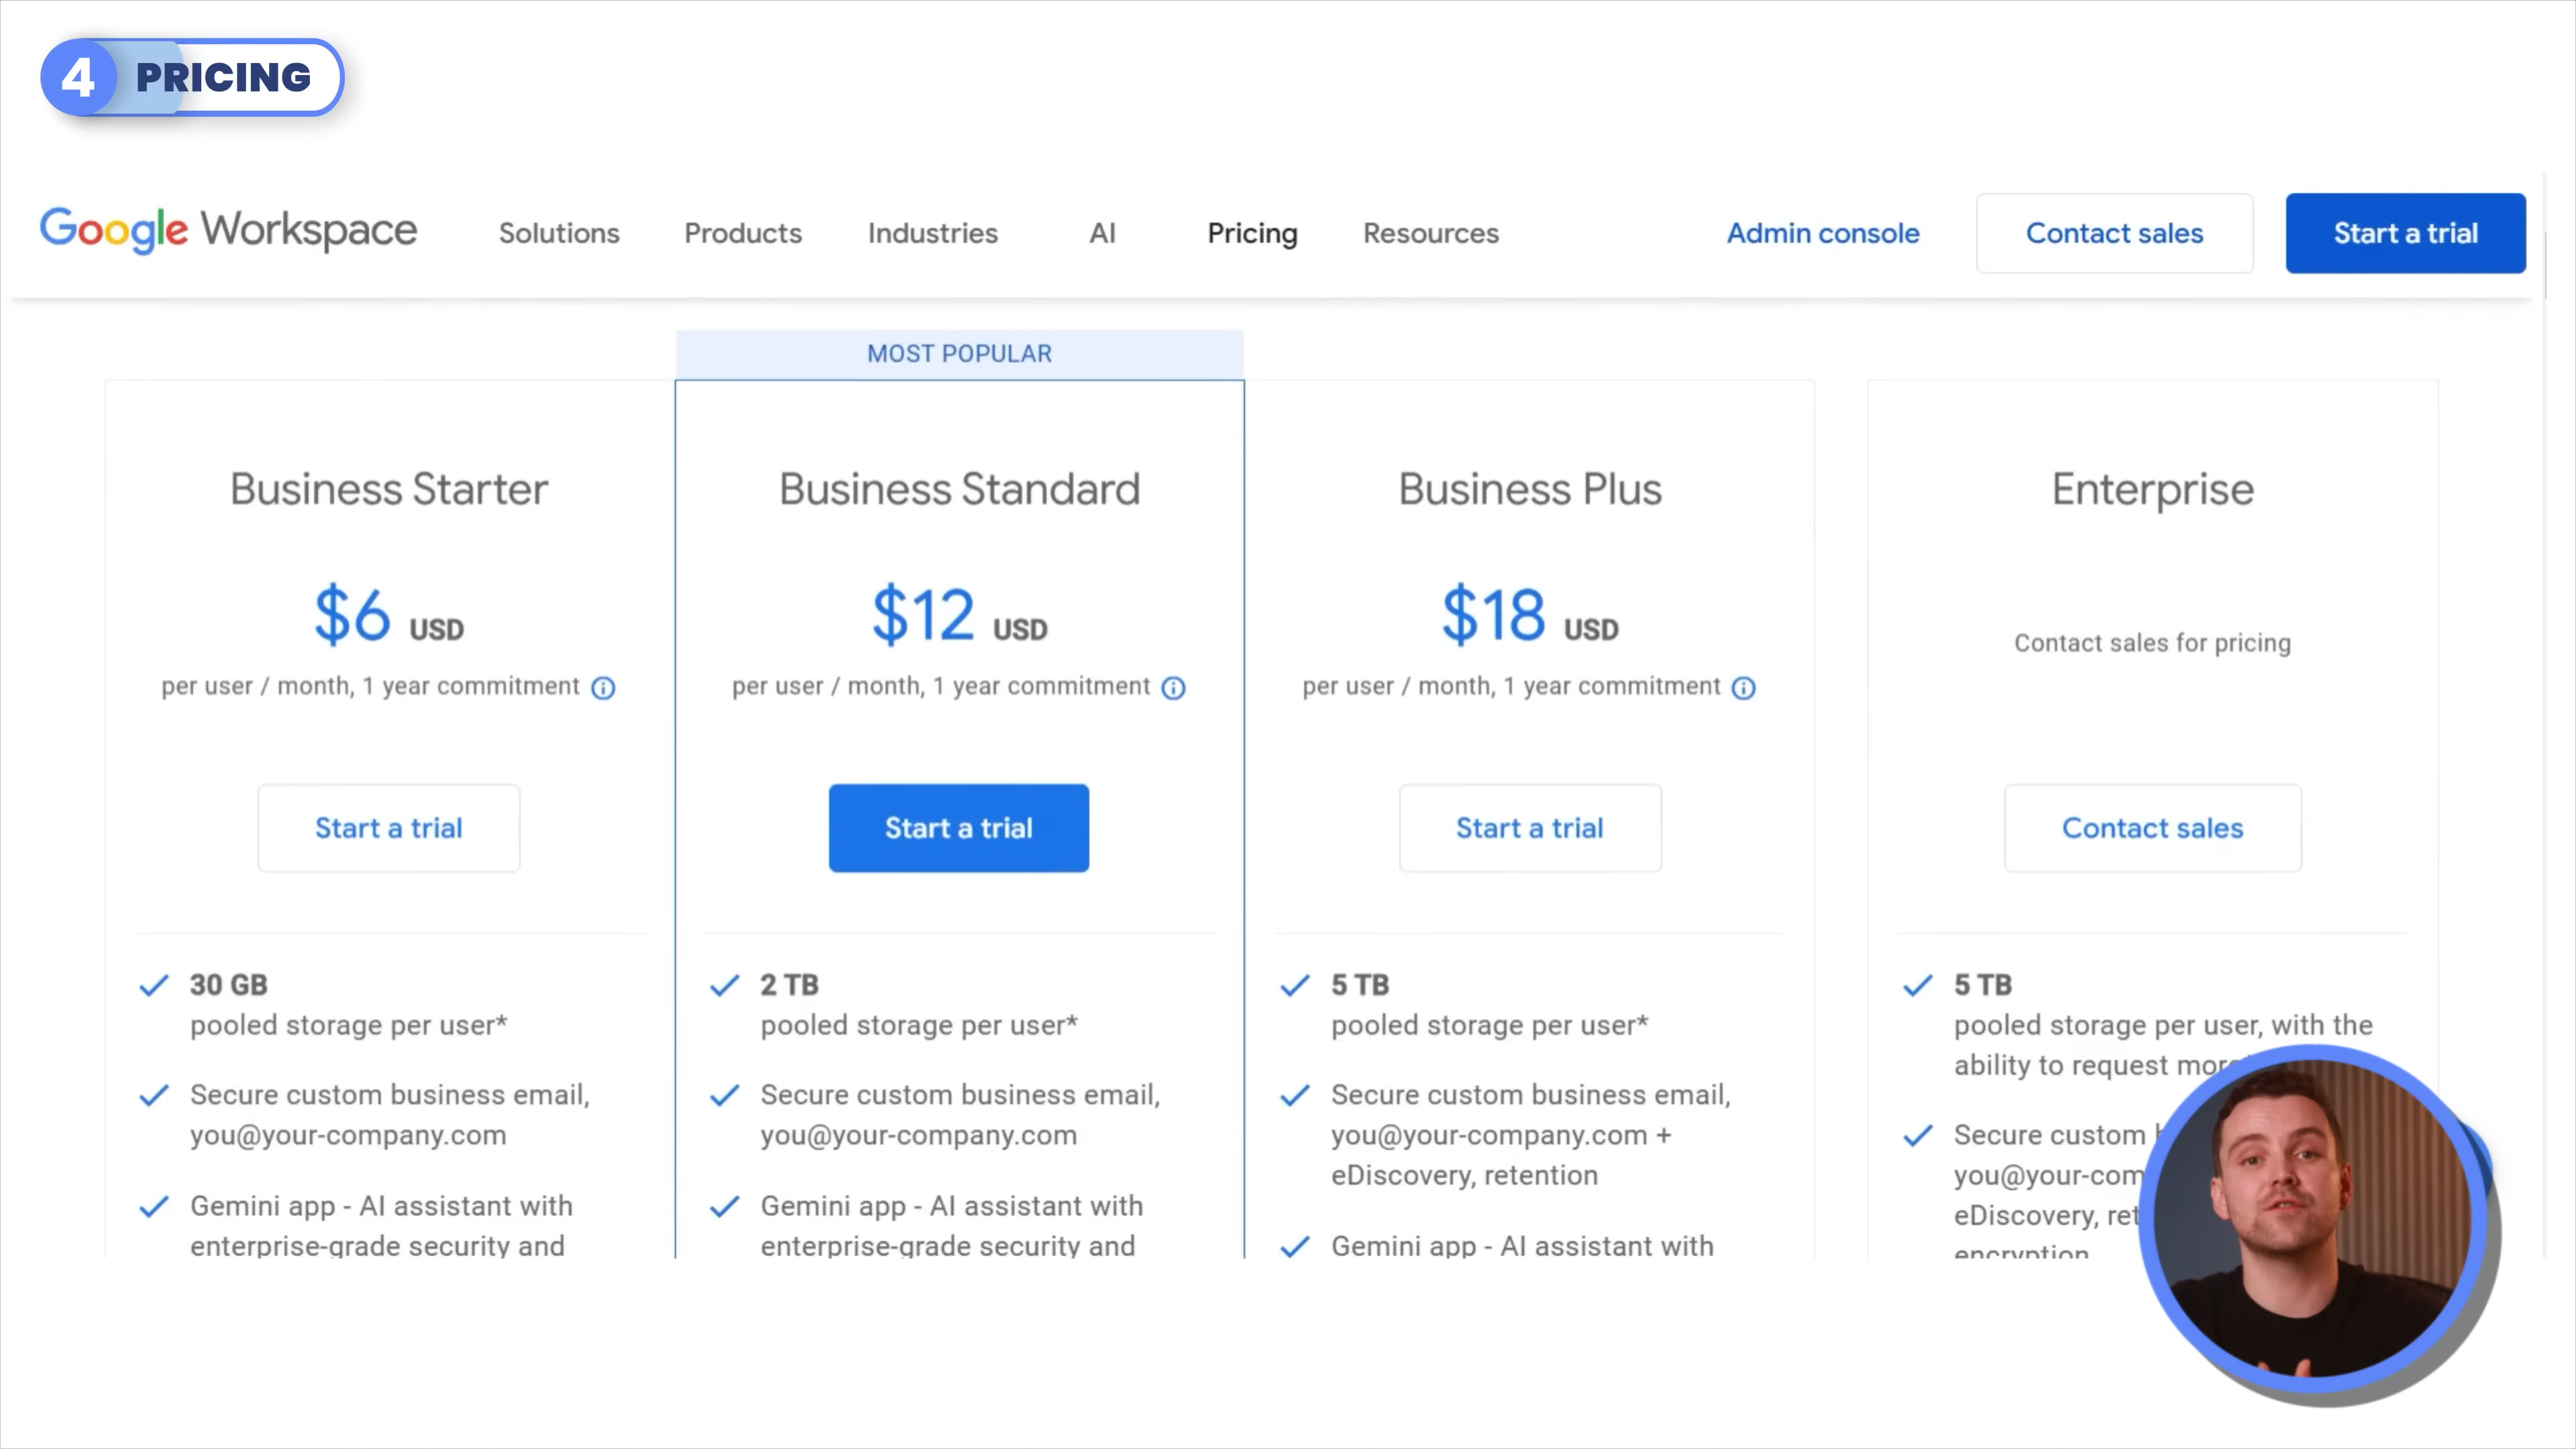 4 PRICING
Google Workspace Solutions Products Industries AI Pricing Resources Admin console Contact sales Start a trial
MOST POPULAR
Business Starter
$6 USD
per user / month, 1 year commitment
Start a trial
30 GB
pooled storage per user*
Secure custom business email,
you@your-company.com
Gemini app - AI assistant with
enterprise-grade security and
Business Standard
$12 USD
per user / month, 1 year commitment
Start a trial
2 TB
pooled storage per user*
Secure custom business email,
you@your-company.com
Gemini app - AI assistant with
enterprise-grade security and
Business Plus
$18 USD
per user / month, 1 year commitment
Start a trial
5 TB
pooled storage per user*
Secure custom business email,
you@your-company.com +
eDiscovery, retention
Gemini app - AI assistant with
Enterprise
Contact sales for pricing
Contact sales
5 TB
pooled storage per user, with the
ability to request more
Secure custom
you@your-com
eDiscovery, ret
encryption